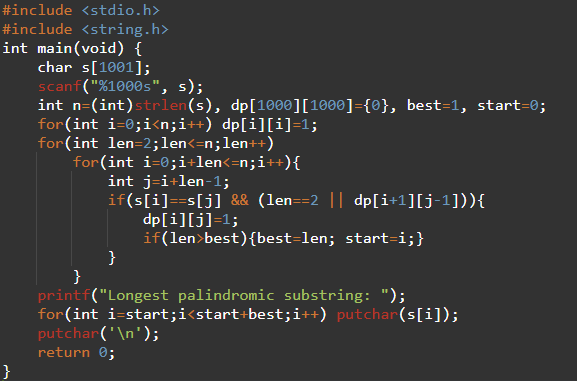 #include <stdio.h>
#include <string.h>
int main(void) {
    char s[1001];
    scanf("%1000s", s);
    int n=(int)strlen(s), dp[1000][1000]={0}, best=1, start=0;
    for(int i=0;i<n;i++) dp[i][i]=1;
    for(int len=2;len<=n;len++)
        for(int i=0;i+len<=n;i++){
            int j=i+len-1;
            if(s[i]==s[j] && (len==2 || dp[i+1][j-1])){
                dp[i][j]=1;
                if(len>best){best=len; start=i;}
            }
        }
    printf("Longest palindromic substring: ");
    for(int i=start;i<start+best;i++) putchar(s[i]);
    putchar('\n');
    return 0;
}